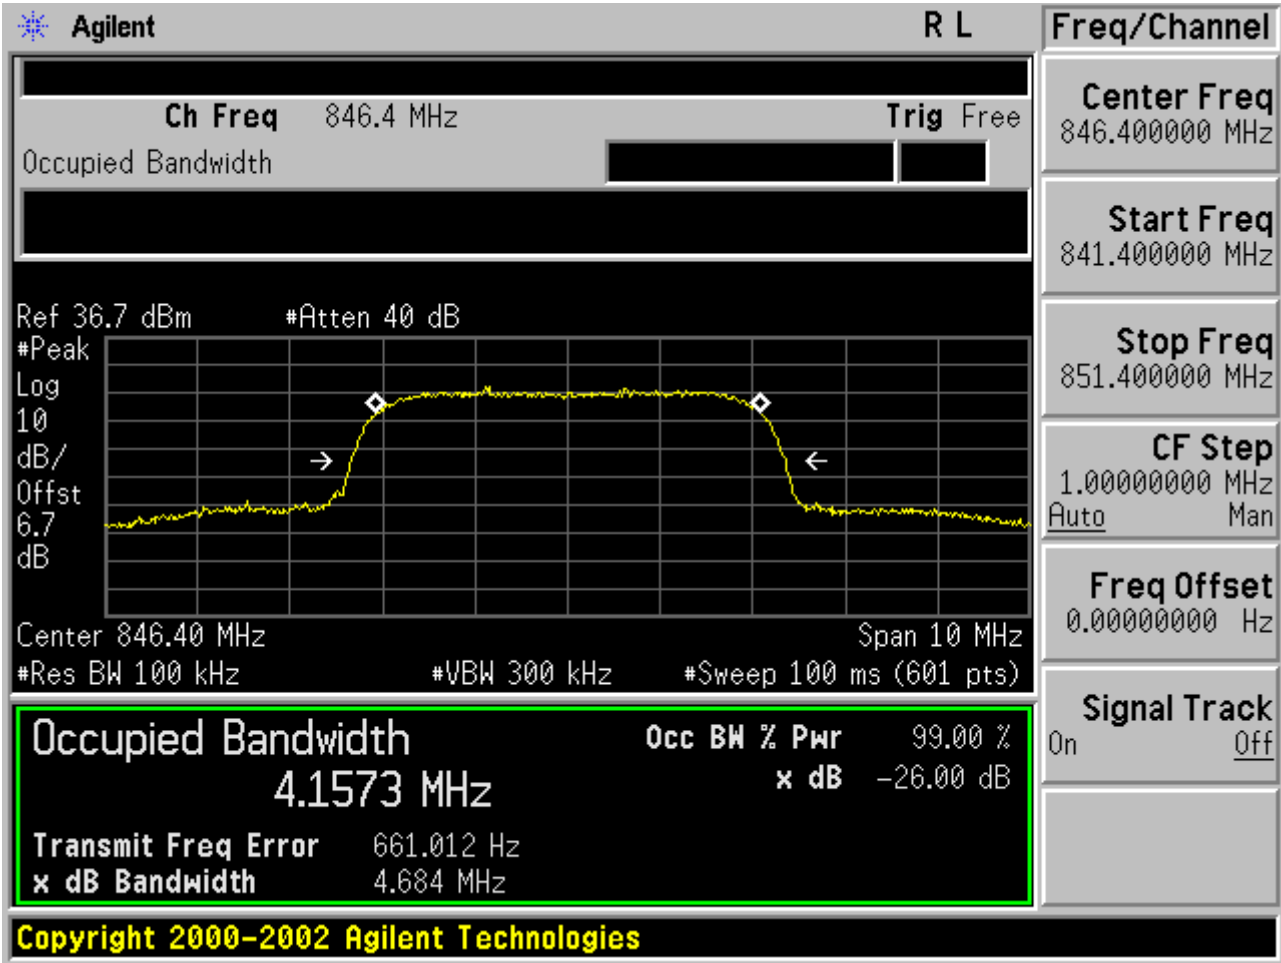 Agilent R L
Freq/Channel
Ch Freq 846.4 MHz Trig Free
Occupied Bandwidth
Center Freq
846.400000 MHz
Start Freq
841.400000 MHz
Stop Freq
851.400000 MHz
CF Step
1.00000000 MHz
Auto Man
Freq Offset
0.00000000 Hz
Signal Track
On Off
Ref 36.7 dBm #Atten 40 dB
#Peak
Log
10
dB/
Offst
6.7
dB
Center 846.40 MHz Span 10 MHz
#Res BW 100 kHz #VBW 300 kHz #Sweep 100 ms (601 pts)
Occupied Bandwidth
4.1573 MHz
Occ BW % Pwr 99.00 %
x dB -26.00 dB
Transmit Freq Error 661.012 Hz
x dB Bandwidth 4.684 MHz
Copyright 2000-2002 Agilent Technologies